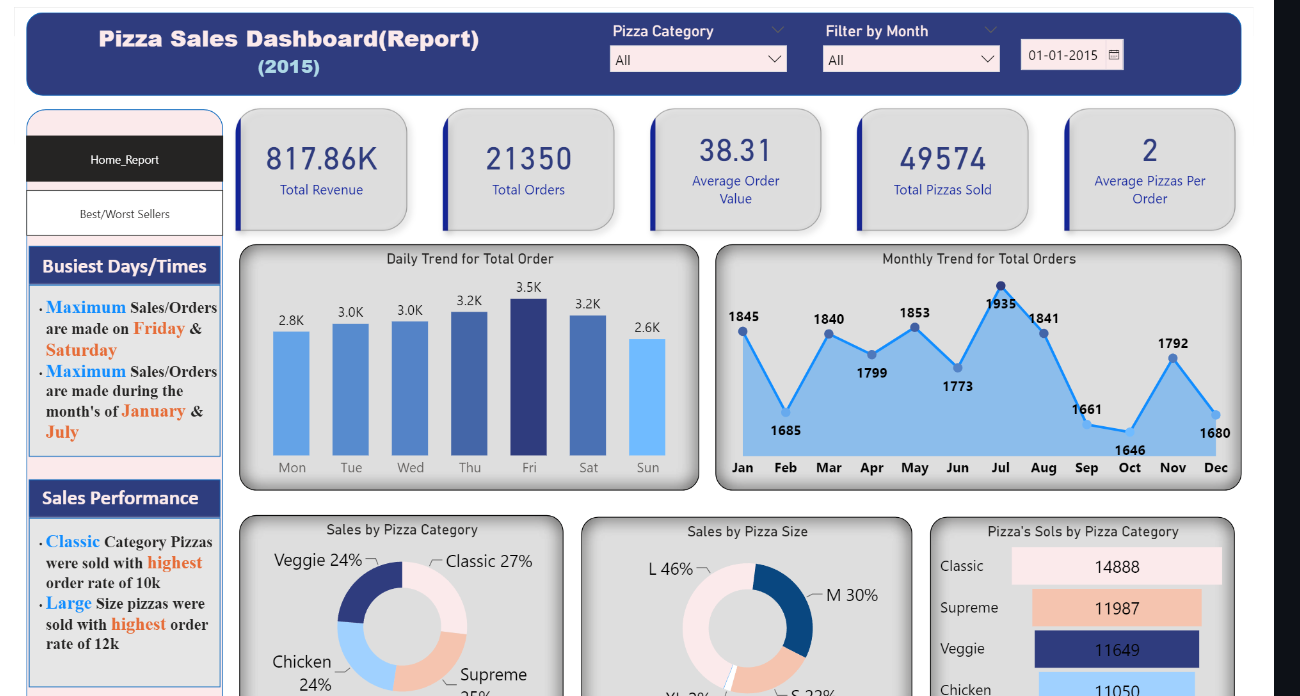 Pizza Sales Dashboard(Report)
(2015)
Pizza Category
All
Filter by Month
All
01-01-2015
Home_Report
Best/Worst Sellers
817.86K
Total Revenue
21350
Total Orders
38.31
Average Order
Value
49574
Total Pizzas Sold
2
Average Pizzas Per
Order
Busiest Days/Times
· Maximum Sales/Orders
are made on Friday &
Saturday
· Maximum Sales/Orders
are made during the
month's of January &
July
Daily Trend for Total Order
2.8K
3.0K
3.0K
3.2K
3.5K
3.2K
2.6K
Mon Tue Wed Thu Fri Sat Sun
Monthly Trend for Total Orders
1845
1685
1840
1799
1853
1773
1935
1841
1661
1646
1792
1680
Jan Feb Mar Apr May Jun Jul Aug Sep Oct Nov Dec
Sales Performance
· Classic Category Pizzas
were sold with highest
order rate of 10k
· Large Size pizzas were
sold with highest order
rate of 12k
Sales by Pizza Category
Veggie 24%
Classic 27%
Chicken
24%
Supreme
25%
Sales by Pizza Size
L 46%
M 30%
XL 2%
S 22%
Pizza's Sols by Pizza Category
Classic 14888
Supreme 11987
Veggie 11649
Chicken 11050